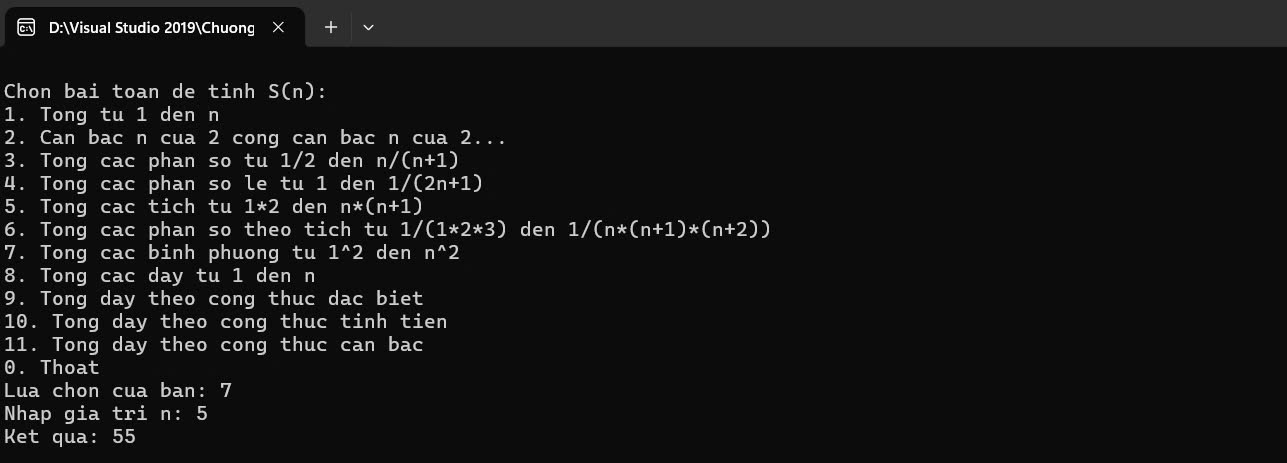 D:\Visual Studio 2019\Chuong
Chon bai toan de tinh S(n):
1. Tong tu 1 den n
2. Can bac n cua 2 cong can bac n cua 2...
3. Tong cac phan so tu 1/2 den n/(n+1)
4. Tong cac phan so le tu 1 den 1/(2n+1)
5. Tong cac tich tu 1*2 den n*(n+1)
6. Tong cac phan so theo tich tu 1/(1*2*3) den 1/(n*(n+1)*(n+2))
7. Tong cac binh phuong tu 1^2 den n^2
8. Tong cac day tu 1 den n
9. Tong day theo cong thuc dac biet
10. Tong day theo cong thuc tinh tien
11. Tong day theo cong thuc can bac
0. Thoat
Lua chon cua ban: 7
Nhap gia tri n: 5
Ket qua: 55